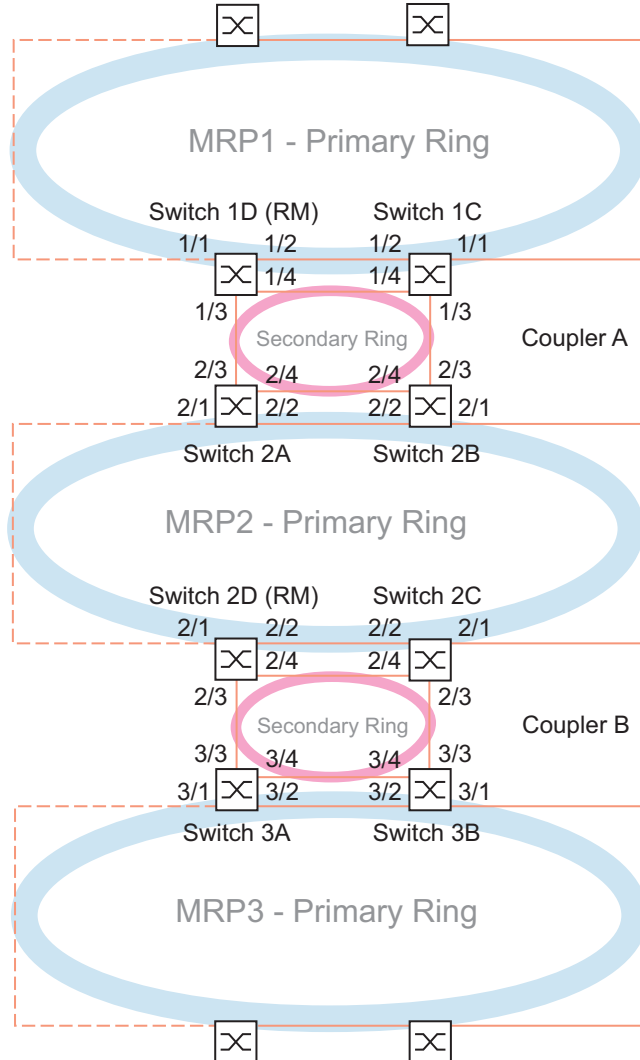 MRP1 - Primary Ring
Switch 1D (RM) Switch 1C
1/1 1/2 1/2 1/1
1/4 1/4
1/3 1/3
Secondary Ring Coupler A
2/3 2/4 2/4 2/3
2/1 2/2 2/2 2/1
Switch 2A Switch 2B
MRP2 - Primary Ring
Switch 2D (RM) Switch 2C
2/1 2/2 2/2 2/1
2/4 2/4
2/3 2/3
Secondary Ring Coupler B
3/3 3/4 3/4 3/3
3/1 3/2 3/2 3/1
Switch 3A Switch 3B
MRP3 - Primary Ring